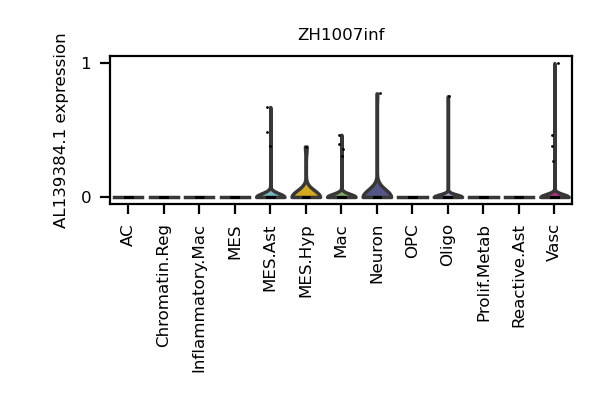 ZH1007inf
AL139384.1 expression
1
0
AC
Chromatin.Reg
Inflammatory.Mac
MES
MES.Ast
MES.Hyp
Mac
Neuron
OPC
Oligo
Prolif.Metab
Reactive.Ast
Vasc